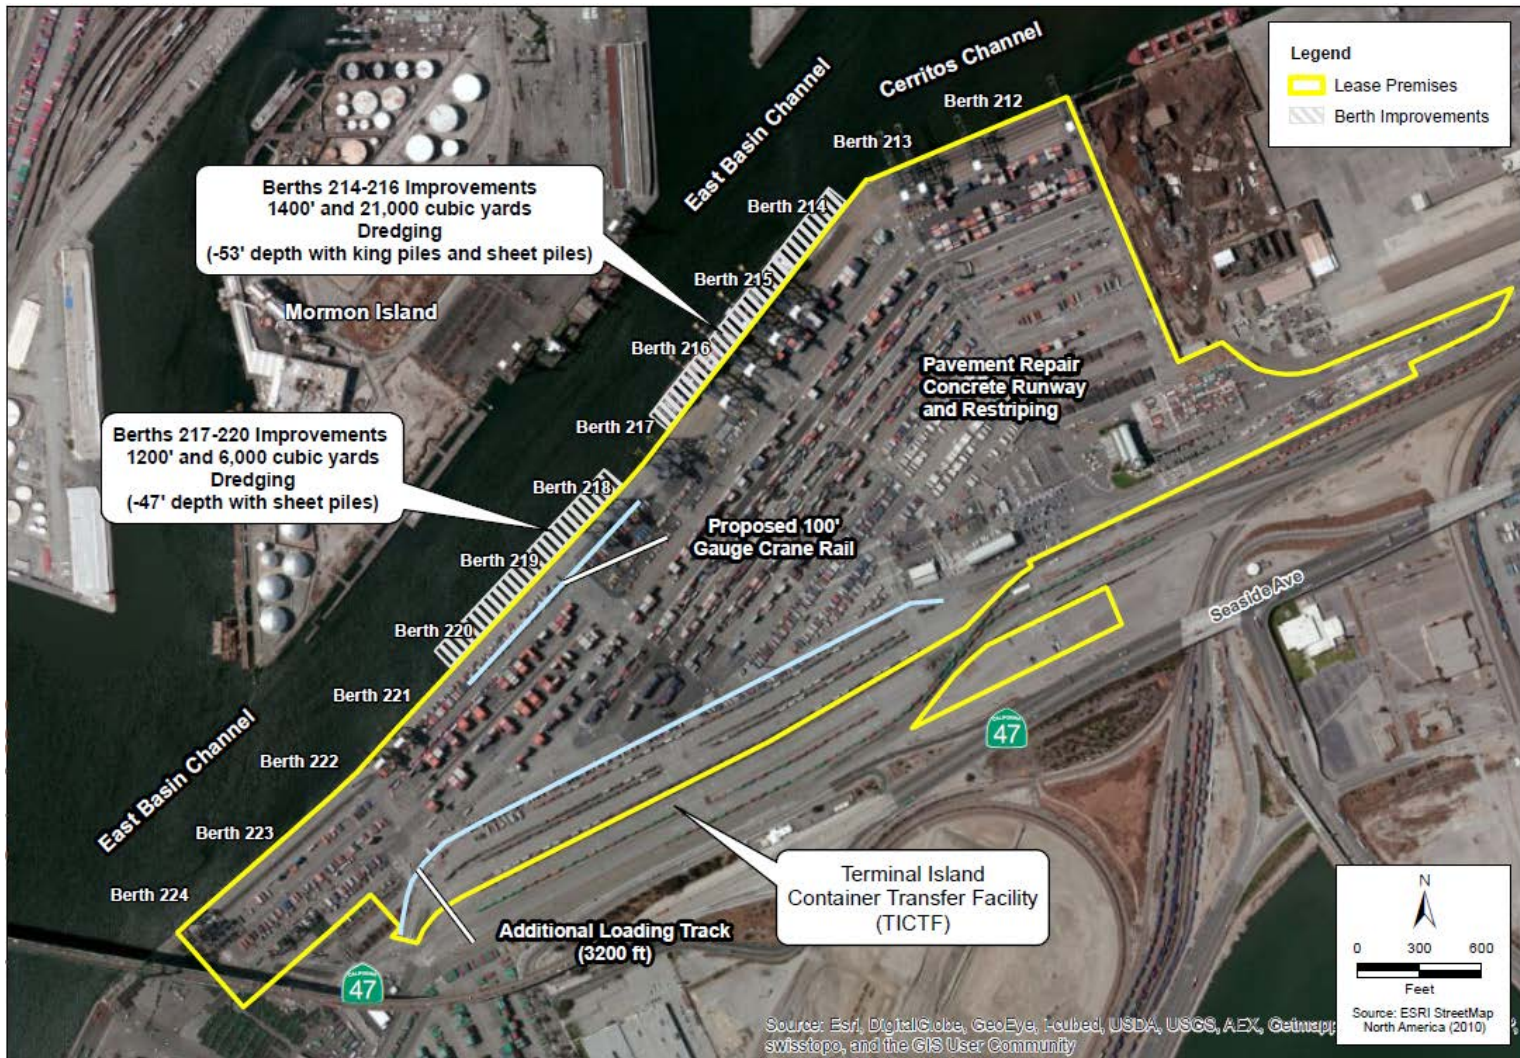 Legend
Lease Premises
Berth Improvements
Cerritos Channel
East Basin Channel
Berth 212
Berth 213
Berths 214-216 Improvements
1400' and 21,000 cubic yards
Dredging
(-53' depth with king piles and sheet piles)
Berth 214
Berth 215
Mormon Island
Berth 216
Pavement Repair
Concrete Runway
and Restriping
Berth 217
Berths 217-220 Improvements
1200' and 6,000 cubic yards
Dredging
(-47' depth with sheet piles)
Berth 218
Proposed 100'
Gauge Crane Rail
Berth 219
Seaside Ave
Berth 220
Berth 221
CALIFORNIA
47
East Basin Channel
Berth 222
Berth 223
Terminal Island
Container Transfer Facility
(TICTF)
Berth 224
Additional Loading Track
(3200 ft)
CALIFORNIA
47
N
0 300 600
Feet
Source: ESRI StreetMap
North America (2010)
Source: Esri, DigitalGlobe, GeoEye, i-cubed, USDA, USGS, AEX, Getmapp
swisstopo, and the GIS User Community